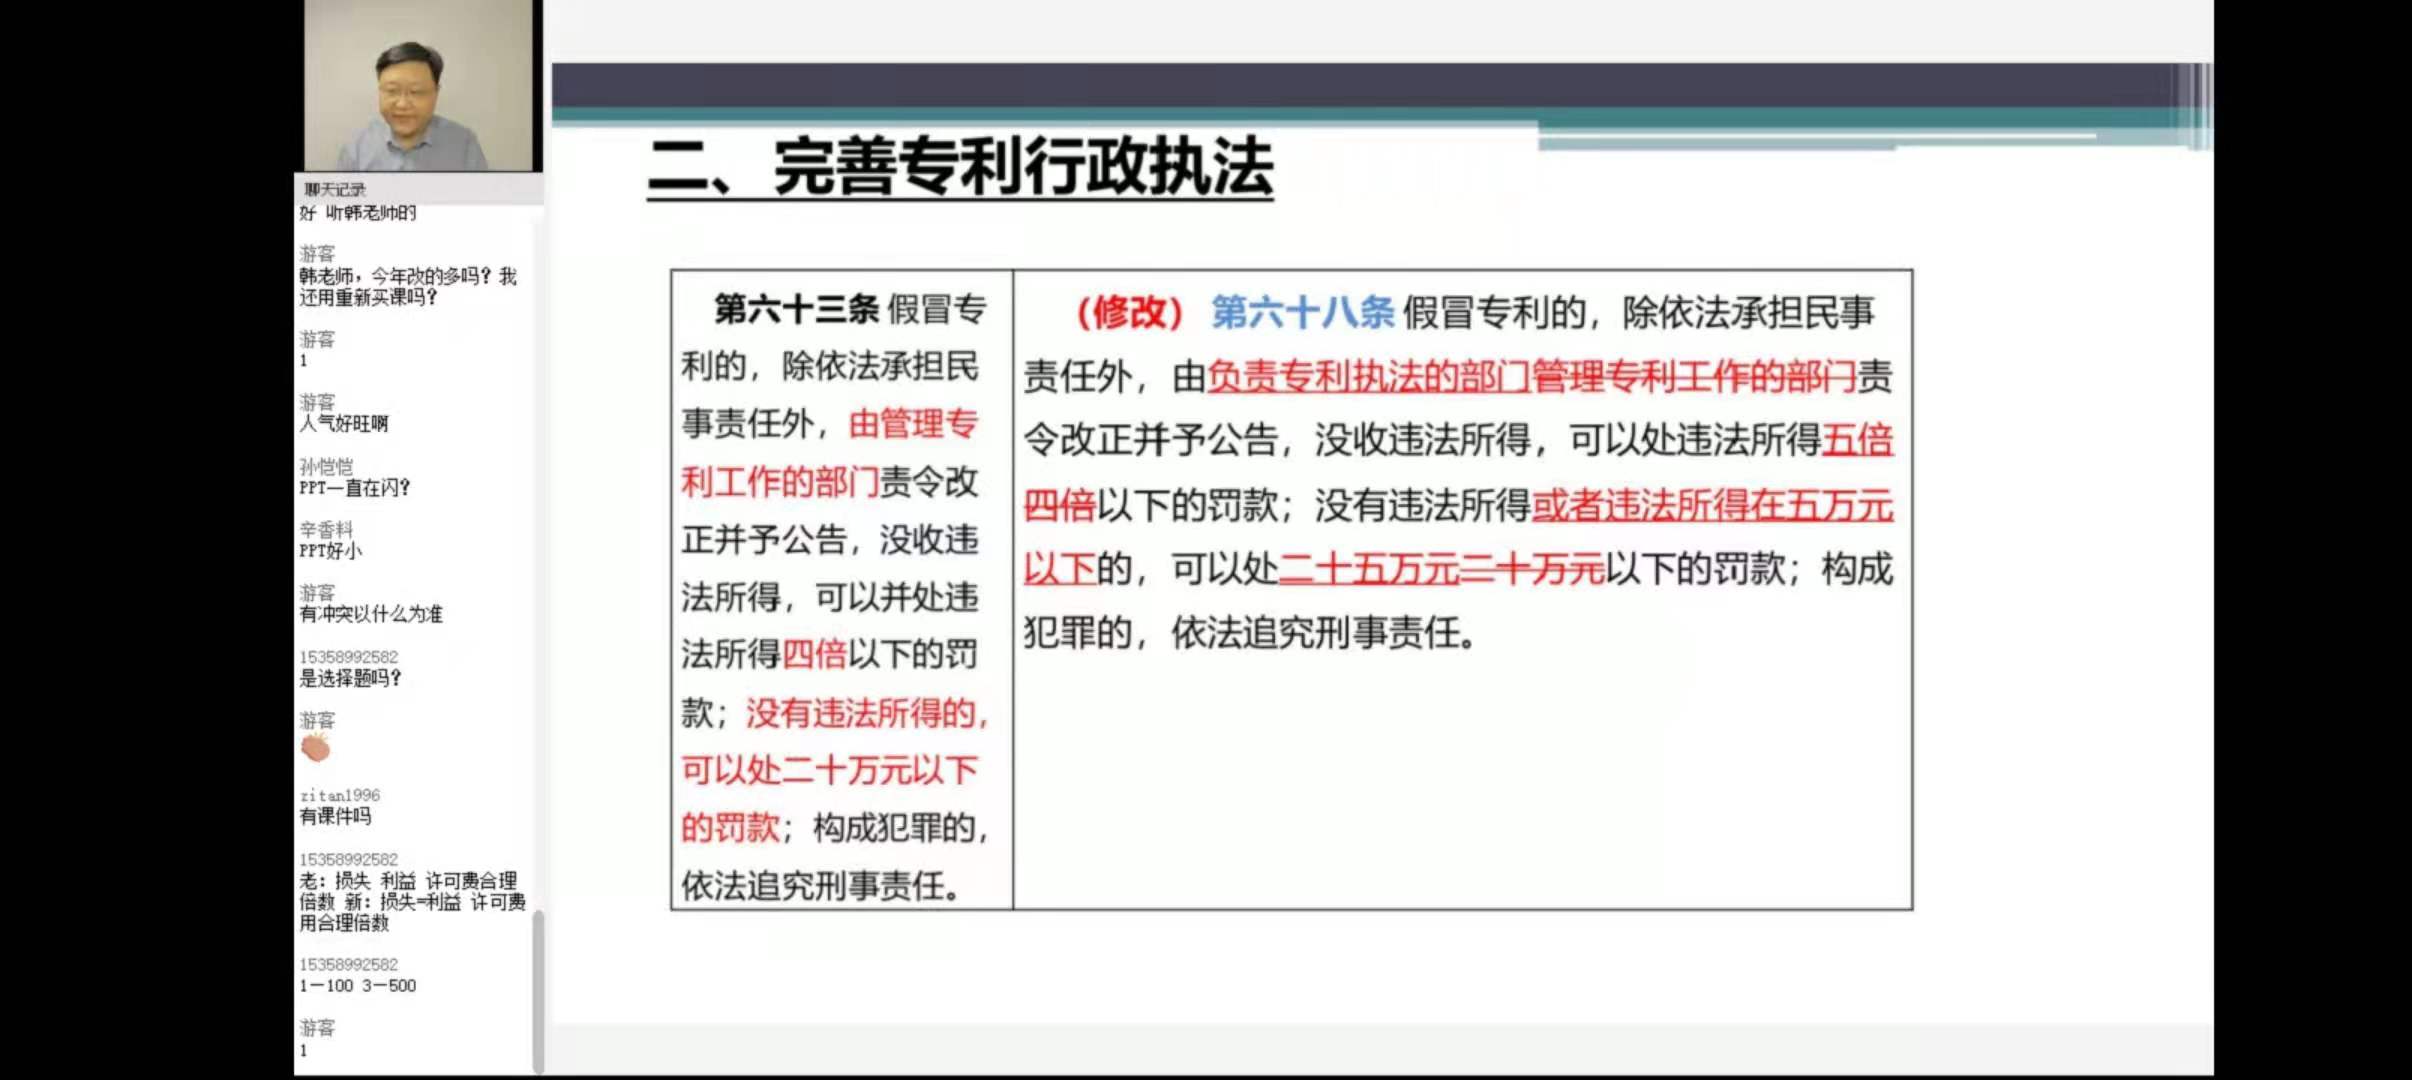 聊天记录
好 听韩老师的
游客
韩老师，今年改的多吗？我
还用重新买课吗？
游客
1
游客
人气好旺啊
孙恺恺
PPT一直在闪？
辛香料
PPT好小
游客
有冲突以什么为准
15358992582
是选择题吗？
游客
zitan1996
有课件吗
15358992582
老：损失 利益 许可费合理
倍数 新：损失=利益 许可费
用合理倍数
15358992582
1—100 3—500
游客
1
二、完善专利行政执法
第六十三条 假冒专
利的，除依法承担民
事责任外，由管理专
利工作的部门责令改
正并予公告，没收违
法所得，可以并处违
法所得四倍以下的罚
款；没有违法所得的，
可以处二十万元以下
的罚款；构成犯罪的，
依法追究刑事责任。
（修改）第六十八条 假冒专利的，除依法承担民事
责任外，由负责专利执法的部门管理专利工作的部门责
令改正并予公告，没收违法所得，可以处违法所得五倍
四倍以下的罚款；没有违法所得或者违法所得在五万元
以下的，可以处二十五万元二十万元以下的罚款；构成
犯罪的，依法追究刑事责任。